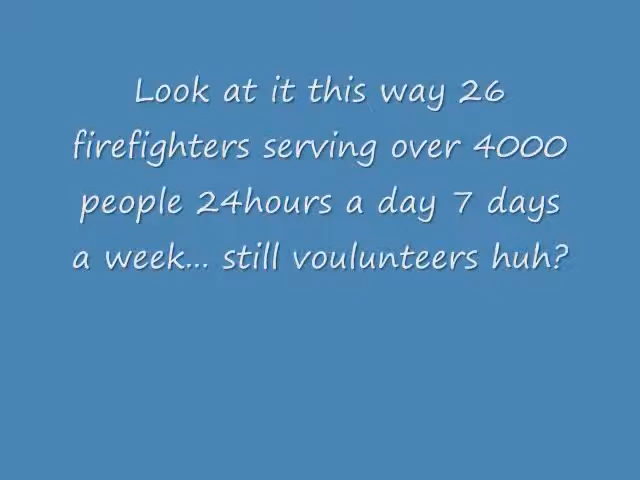 Look at it this way 26
firefighters serving over 4000
people 24hours a day 7 days
a week... still voulunteers huh?